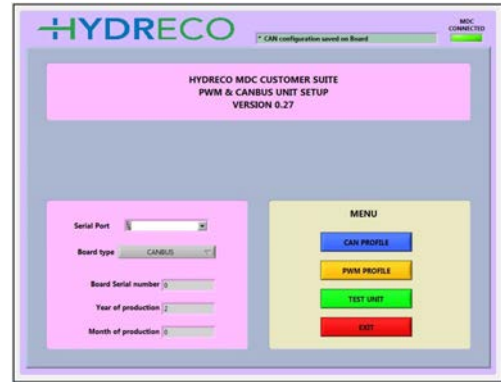 HYDRECO
* CAN configuration saved on Board
MDC
CONNECTED
HYDRECO MDC CUSTOMER SUITE
PWM & CANBUS UNIT SETUP
VERSION 0.27
Serial Port
Board type CANBUS
Board Serial number 0
Year of production 2
Month of production 0
MENU
CAN PROFILE
PWM PROFILE
TEST UNIT
EXIT